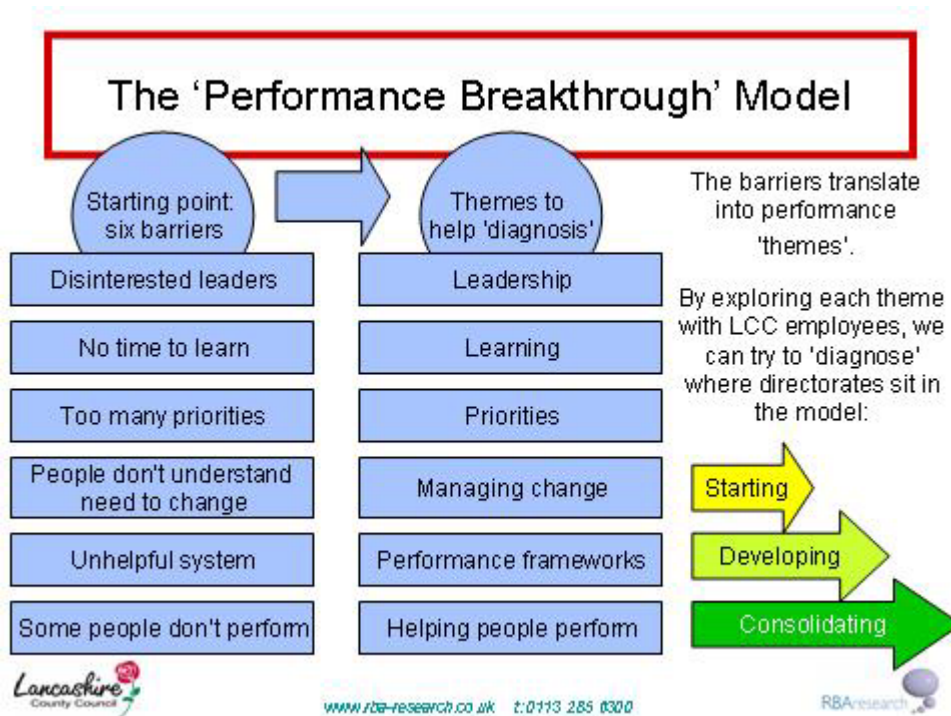 The 'Performance Breakthrough' Model
Starting point:
six barriers
Themes to
help 'diagnosis'
Disinterested leaders
Leadership
No time to learn
Learning
Too many priorities
Priorities
People don't understand
need to change
Managing change
Unhelpful system
Performance frameworks
Some people don't perform
Helping people perform
The barriers translate
into performance
'themes'.
By exploring each theme
with LCC employees, we
can try to 'diagnose'
where directorates sit in
the model:
Starting
Developing
Consolidating
Lancashire
County Council
www.rba-research.co.uk t:0113 285 6300
RBAresearch